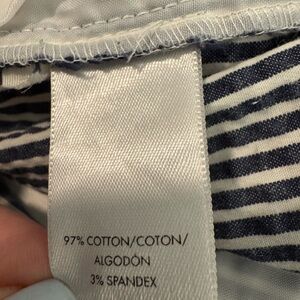 97% COTTON/COTON/
ALGODÓN
3% SPANDEX